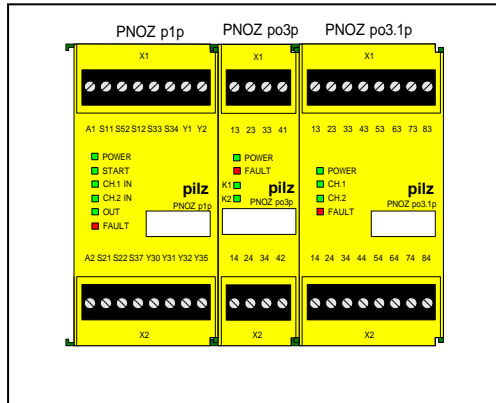 PNOZ p1p PNOZ po3p PNOZ po3.1p
X1 X1 X1
A1 S11 S52 S12 S33 S34 Y1 Y2 13 23 33 41 13 23 33 43 53 63 73 83
POWER
START
CH.1 IN
CH.2 IN
OUT
FAULT
pilz
PNOZ p1p
POWER
FAULT
K1
K2
pilz
PNOZ po3p
POWER
CH.1
CH.2
FAULT
pilz
PNOZ po3.1p
A2 S21 S22 S37 Y30 Y31 Y32 Y35 14 24 34 42 14 24 34 44 54 64 74 84
X2 X2 X2